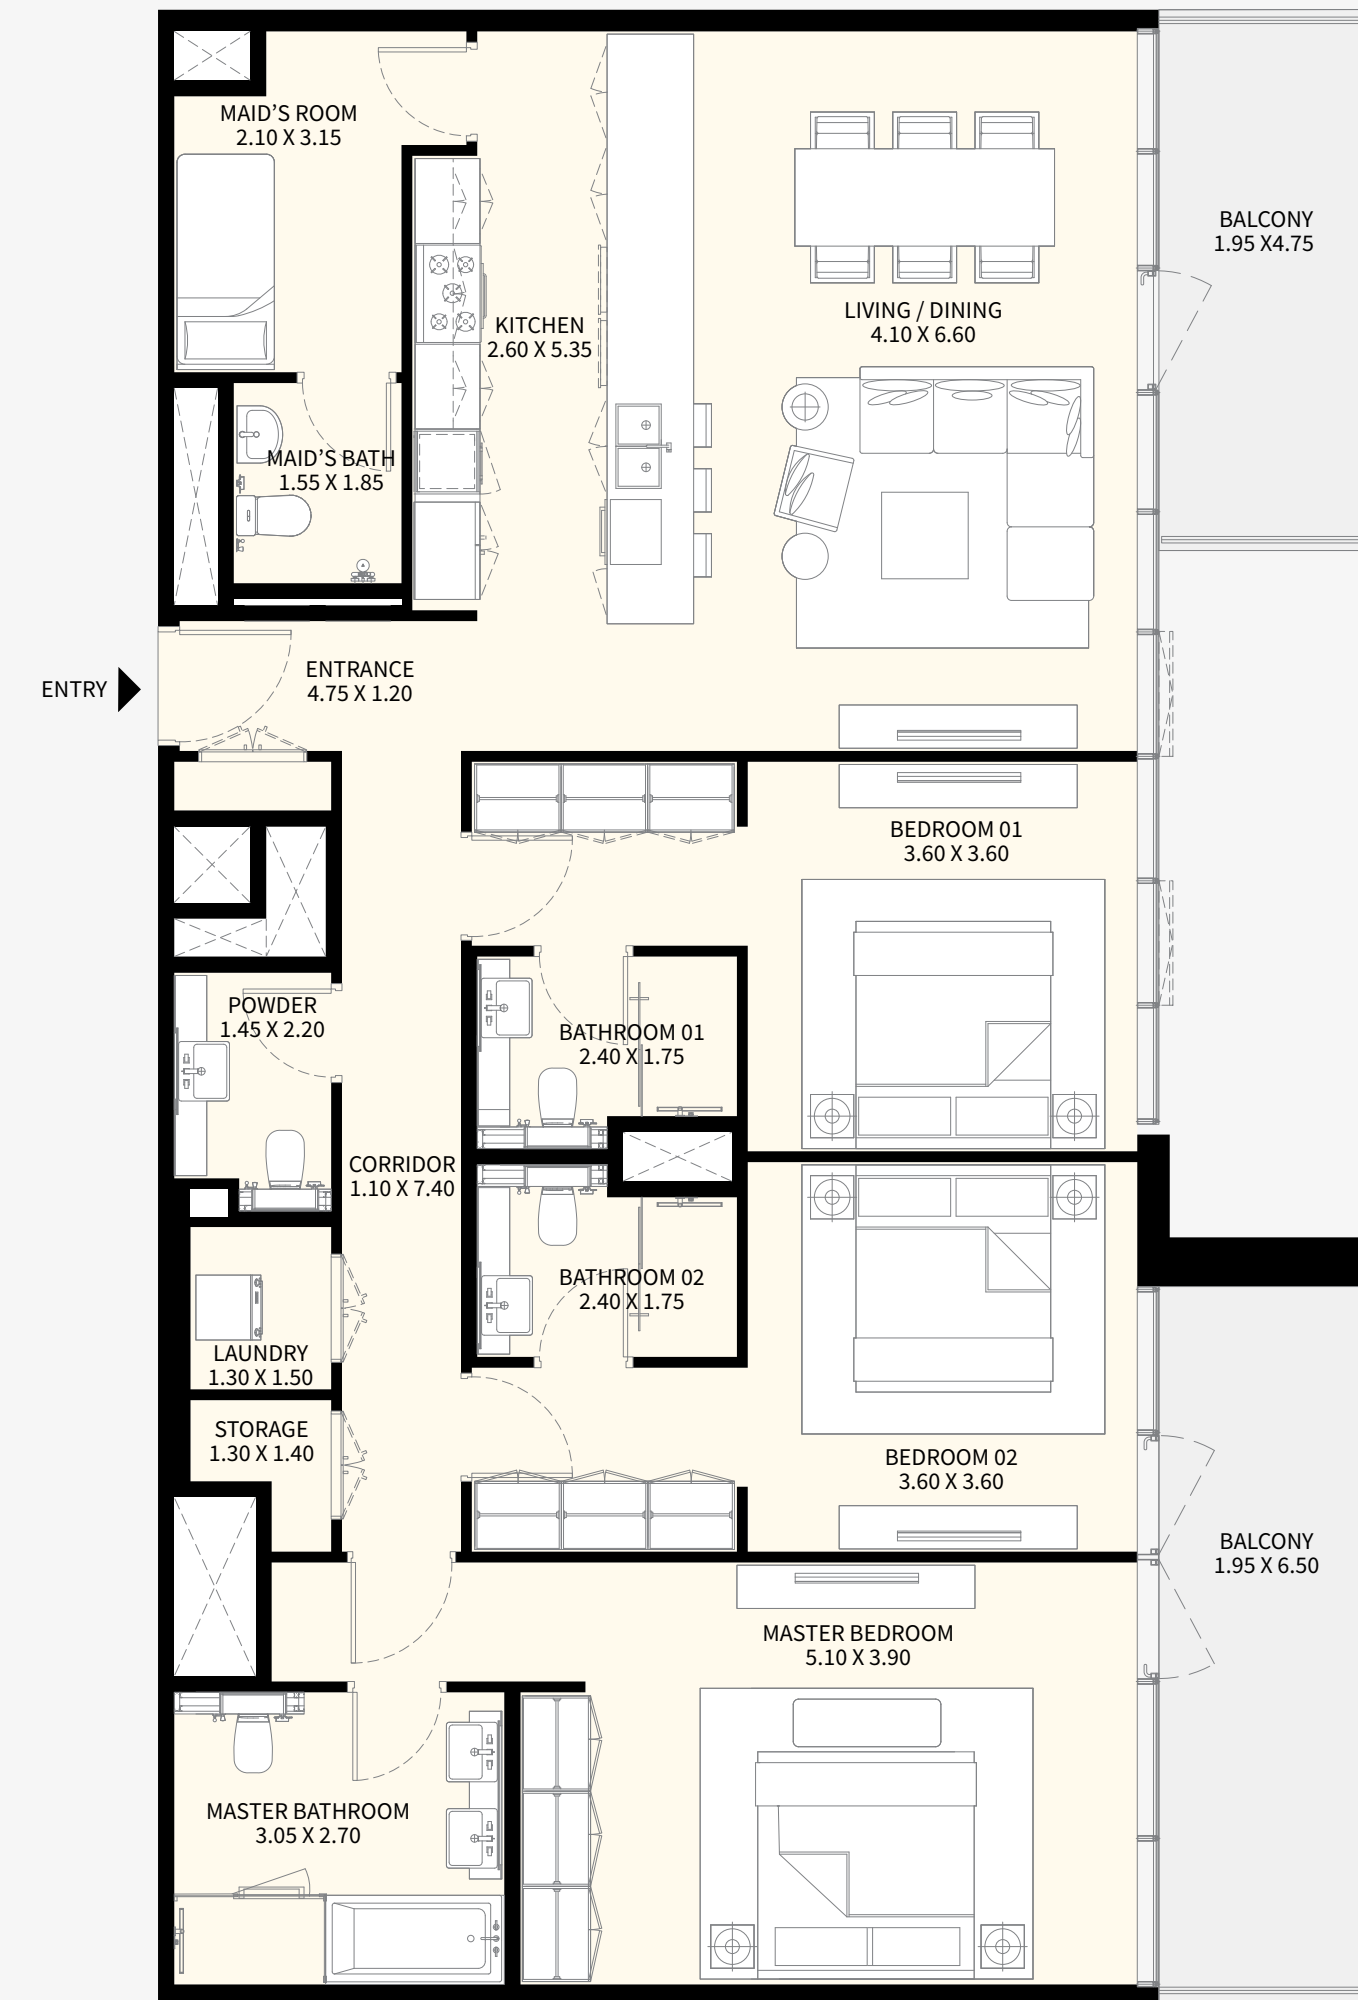 MAID’S ROOM
2.10 X 3.15
BALCONY
1.95 X4.75
LIVING / DINING
4.10 X 6.60
KITCHEN
2.60 X 5.35
MAID’S BATH
1.55 X 1.85
ENTRY
ENTRANCE
4.75 X 1.20
BEDROOM 01
3.60 X 3.60
POWDER
1.45 X 2.20
BATHROOM 01
2.40 X 1.75
CORRIDOR
1.10 X 7.40
BATHROOM 02
2.40 X 1.75
LAUNDRY
1.30 X 1.50
STORAGE
1.30 X 1.40
BEDROOM 02
3.60 X 3.60
BALCONY
1.95 X 6.50
MASTER BEDROOM
5.10 X 3.90
MASTER BATHROOM
3.05 X 2.70